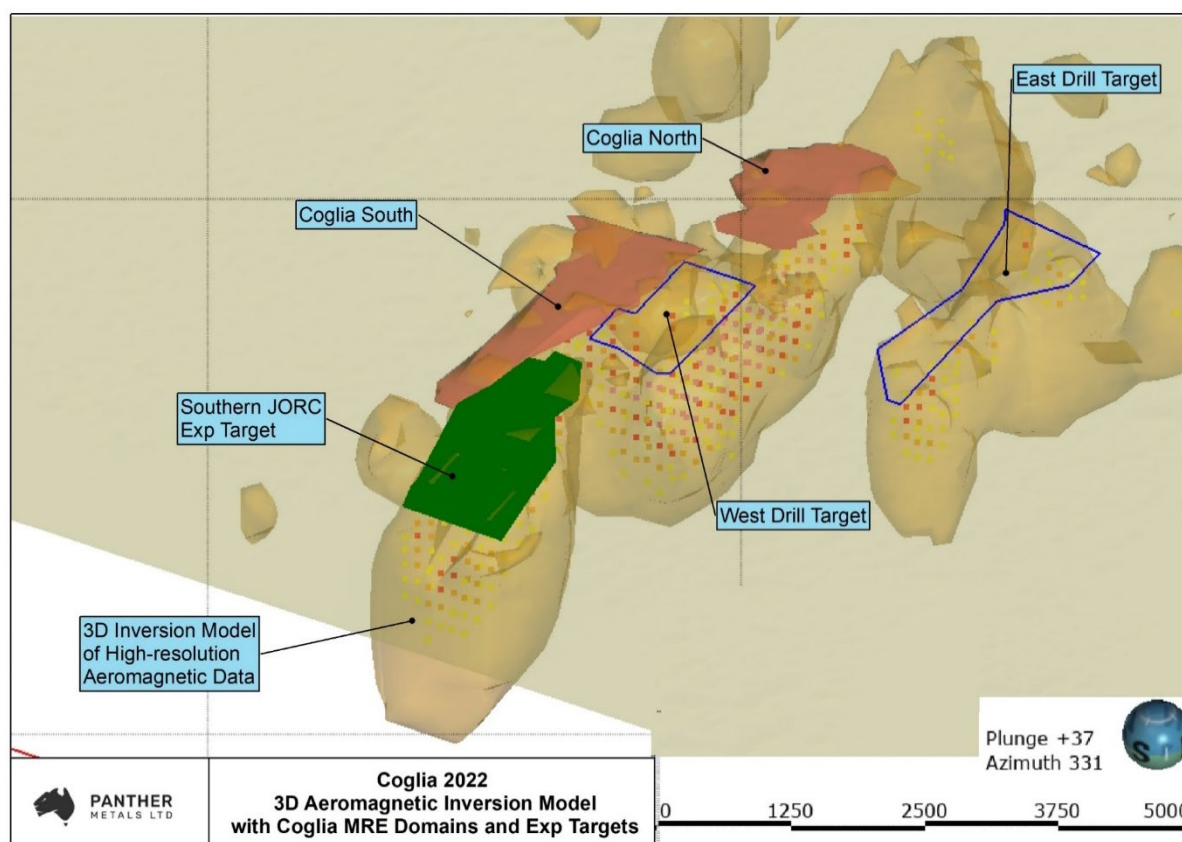 East Drill Target
Coglia North
Coglia South
Southern JORC
Exp Target
West Drill Target
3D Inversion Model
of High-resolution
Aeromagnetic Data
Plunge +37
Azimuth 331
S
PANTHER
METALS LTD
Coglia 2022
3D Aeromagnetic Inversion Model
with Coglia MRE Domains and Exp Targets
0 1250 2500 3750 5000